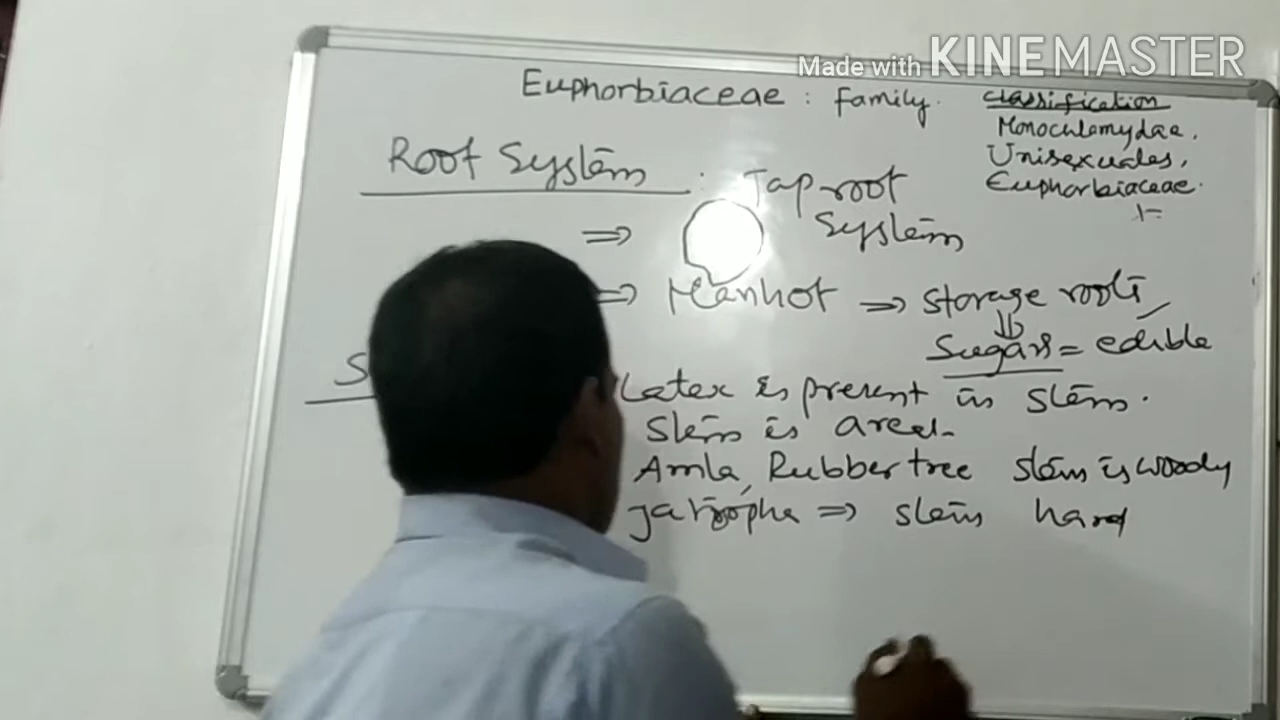 Made with KINEMASTER
Euphorbiaceae : Family.
classification
Monochlamydae.
Unisexuales,
Euphorbiaceae.
Root System : Tap root
System
⇒
⇒ Manhot ⇒ storage roots
⇓
Sugars = edible
S
Latex is present in stem.
Stem is areal.
Amla, Rubber tree stem is woody
Jatropha ⇒ stem hard